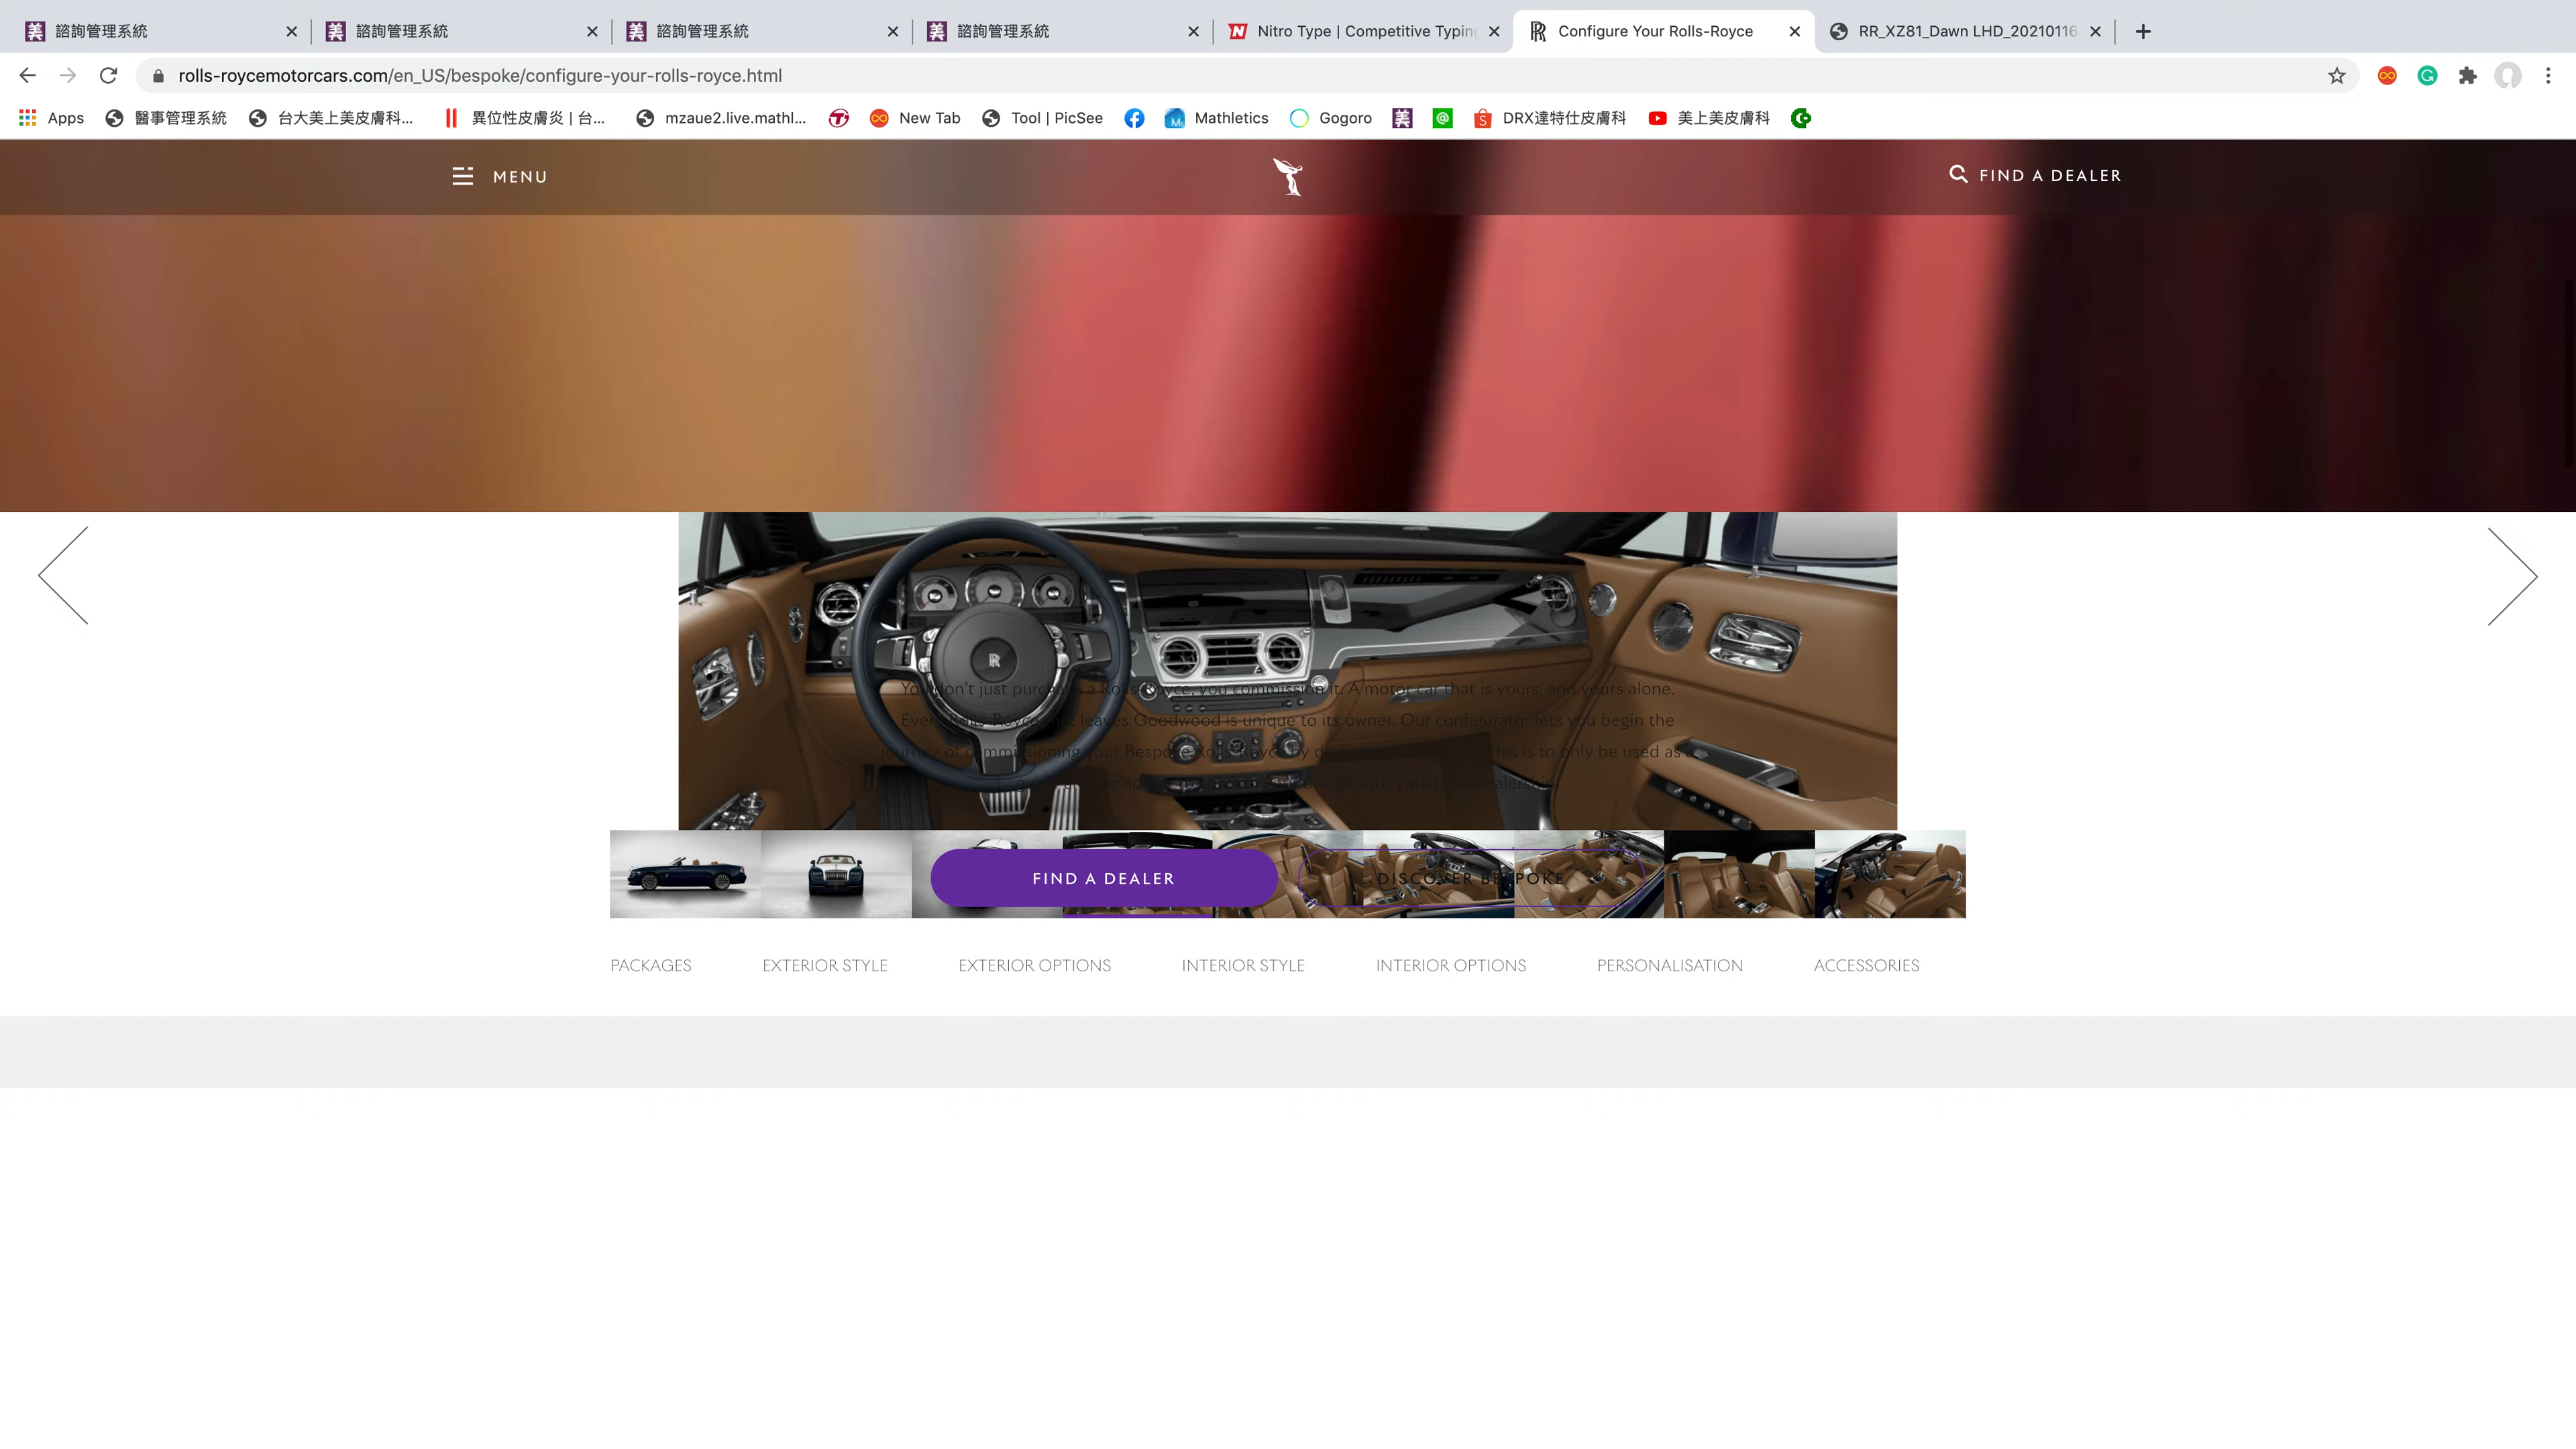 諮詢管理系統
諮詢管理系統
諮詢管理系統
諮詢管理系統
Nitro Type | Competitive Typing
Configure Your Rolls-Royce
RR_XZ81_Dawn LHD_20210116
rolls-roycemotorcars.com/en_US/bespoke/configure-your-rolls-royce.html
Apps
醫事管理系統
台大美上美皮膚科...
異位性皮膚炎 | 台...
mzaue2.live.mathl...
New Tab
Tool | PicSee
Mathletics
Gogoro
DRX達特仕皮膚科
美上美皮膚科
MENU
FIND A DEALER
You don't just purchase a Rolls-Royce, you commission it. A motor car that is yours, and yours alone.
Every Rolls-Royce that leaves Goodwood is unique to its owner. Our configurator lets you begin the
journey of commissioning your Bespoke Rolls-Royce by This is to only be used as a
design with your local dealership.
FIND A DEALER
DISCOVER BESPOKE
PACKAGES
EXTERIOR STYLE
EXTERIOR OPTIONS
INTERIOR STYLE
INTERIOR OPTIONS
PERSONALISATION
ACCESSORIES